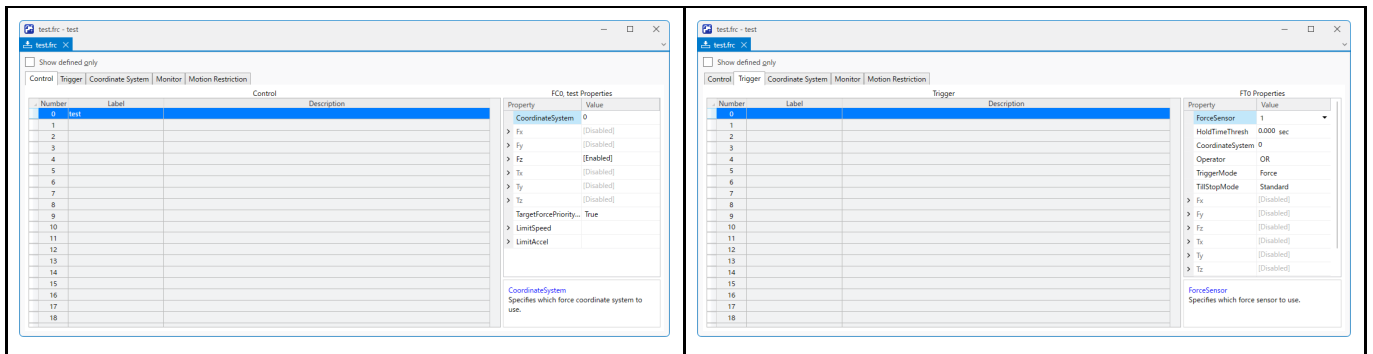 test.frc - test
test.frc
Show defined only
Control Trigger Coordinate System Monitor Motion Restriction
Control
Number Label Description
0 test
1
2
3
4
5
6
7
8
9
10
11
12
13
14
15
16
17
18
FC0, test Properties
Property Value
CoordinateSystem 0
Fx [Disabled]
Fy [Disabled]
Fz [Enabled]
Tx [Disabled]
Ty [Disabled]
Tz [Disabled]
TargetForcePriority... True
LimitSpeed
LimitAccel
CoordinateSystem
Specifies which force coordinate system to
use.
test.frc - test
test.frc
Show defined only
Control Trigger Coordinate System Monitor Motion Restriction
Trigger
Number Label Description
0
1
2
3
4
5
6
7
8
9
10
11
12
13
14
15
16
17
18
FT0 Properties
Property Value
ForceSensor 1
HoldTimeThresh 0.000 sec
CoordinateSystem 0
Operator OR
TriggerMode Force
TillStopMode Standard
Fx [Disabled]
Fy [Disabled]
Fz [Disabled]
Tx [Disabled]
Ty [Disabled]
Tz [Disabled]
ForceSensor
Specifies which force sensor to use.